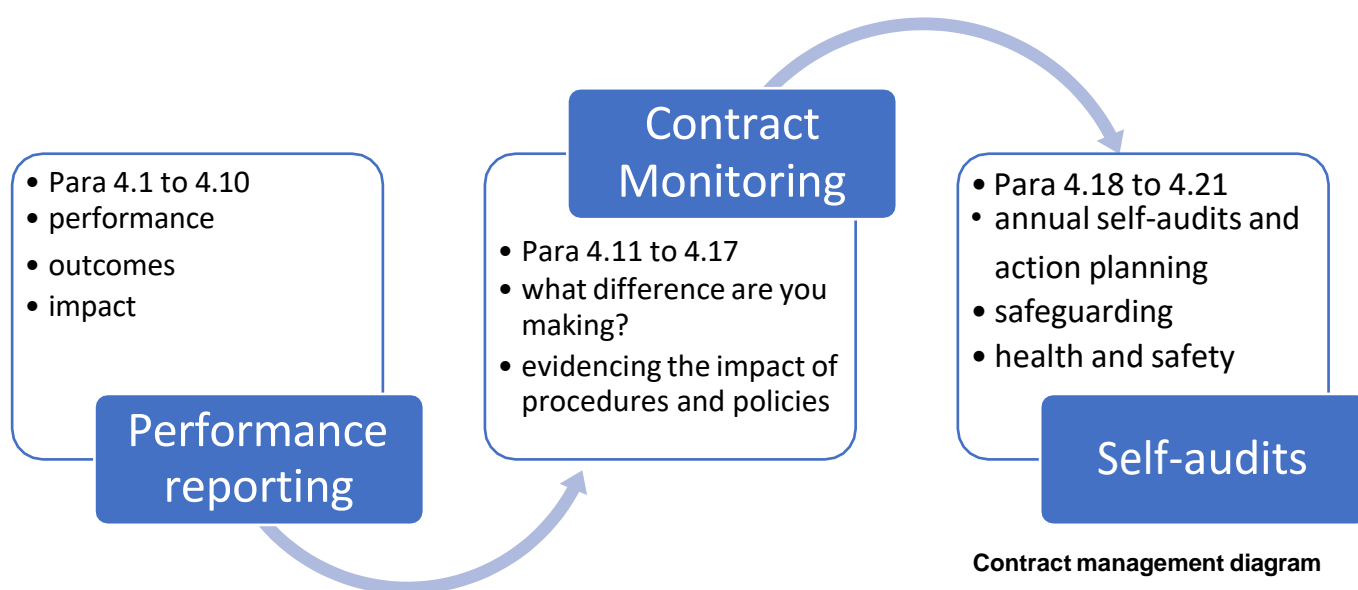 • Para 4.1 to 4.10
• performance
• outcomes
• impact
Performance
reporting
Contract
Monitoring
• Para 4.11 to 4.17
• what difference are you
making?
• evidencing the impact of
procedures and policies
• Para 4.18 to 4.21
• annual self-audits and
action planning
• safeguarding
• health and safety
Self-audits
Contract management diagram